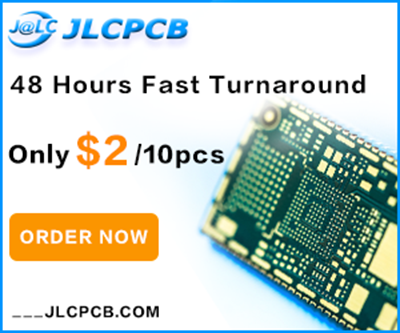 J@LC JLCPCB
48 Hours Fast Turnaround
Only $2 /10pcs
ORDER NOW
___JLCPCB.COM